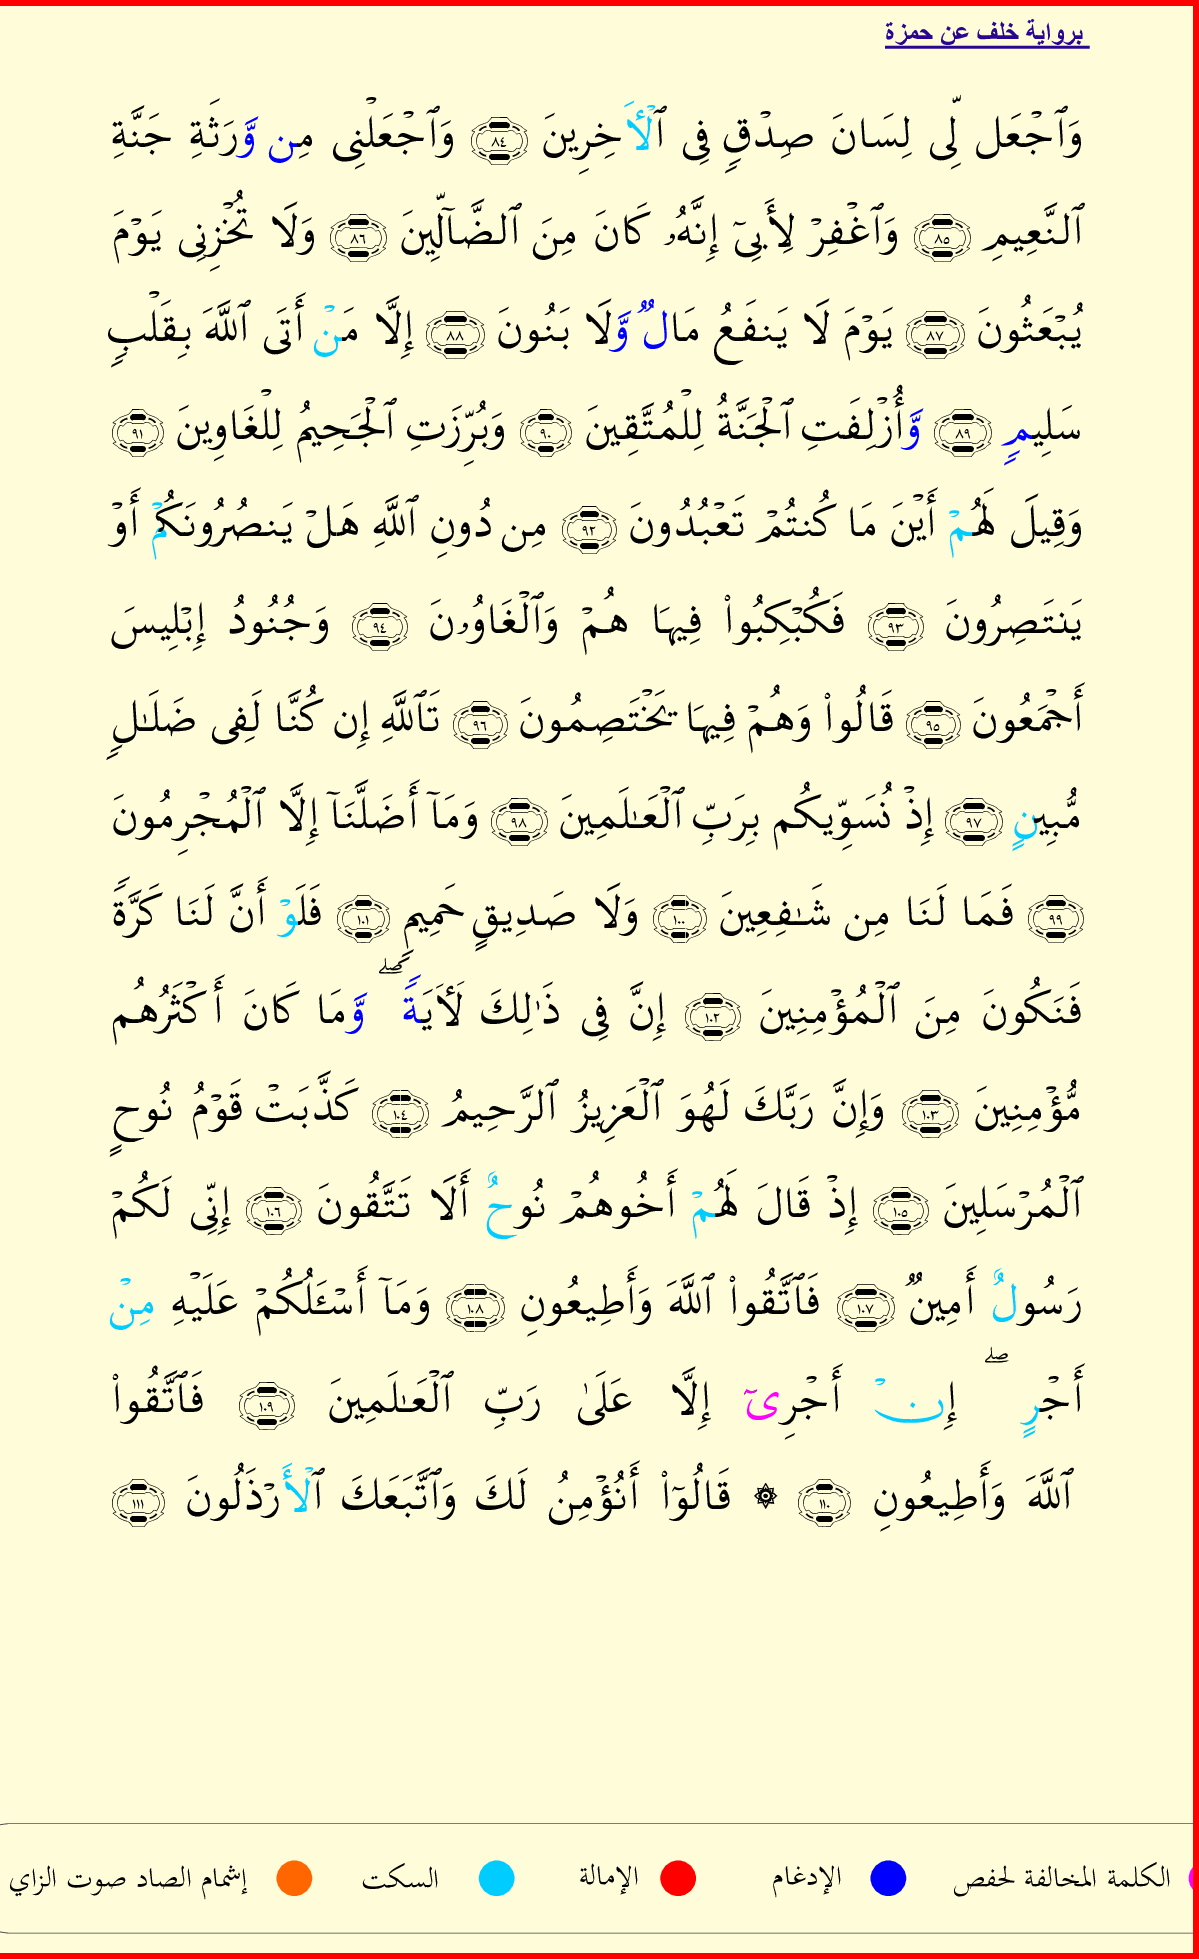 برواية خلف عن حمزة
وَٱجْعَل لِّى لِسَانَ صِدْقٍ فِى ٱلْأَخِرِينَ ٨٤ وَٱجْعَلْنِى مِن وَّرَثَةِ جَنَّةِ
ٱلنَّعِيمِ ٨٥ وَٱغْفِرْ لِأَبِىٓ إِنَّهُۥ كَانَ مِنَ ٱلضَّآلِّينَ ٨٦ وَلَا تُخْزِنِى يَوْمَ
يُبْعَثُونَ ٨٧ يَوْمَ لَا يَنفَعُ مَالٌ وَّلَا بَنُونَ ٨٨ إِلَّا مَنْ أَتَى ٱللَّهَ بِقَلْبٍ
سَلِيمٍ ٨٩ وَّأُزْلِفَتِ ٱلْجَنَّةُ لِلْمُتَّقِينَ ٩٠ وَبُرِّزَتِ ٱلْجَحِيمُ لِلْغَاوِينَ ٩١
وَقِيلَ لَهُمْ أَيْنَ مَا كُنتُمْ تَعْبُدُونَ ٩٢ مِن دُونِ ٱللَّهِ هَلْ يَنصُرُونَكُمْ أَوْ
يَنتَصِرُونَ ٩٣ فَكُبْكِبُوا۟ فِيهَا هُمْ وَٱلْغَاوُۥنَ ٩٤ وَجُنُودُ إِبْلِيسَ
أَجْمَعُونَ ٩٥ قَالُوا۟ وَهُمْ فِيهَا يَخْتَصِمُونَ ٩٦ تَٱللَّهِ إِن كُنَّا لَفِى ضَلَـٰلٍ
مُّبِينٍ ٩٧ إِذْ نُسَوِّيكُم بِرَبِّ ٱلْعَـٰلَمِينَ ٩٨ وَمَآ أَضَلَّنَآ إِلَّا ٱلْمُجْرِمُونَ
٩٩ فَمَا لَنَا مِن شَـٰفِعِينَ ١٠٠ وَلَا صَدِيقٍ حَمِيمٍ ١٠١ فَلَوْ أَنَّ لَنَا كَرَّةً
فَنَكُونَ مِنَ ٱلْمُؤْمِنِينَ ١٠٢ إِنَّ فِى ذَٰلِكَ لَأَيَةً ۖ وَّمَا كَانَ أَكْثَرُهُم
مُّؤْمِنِينَ ١٠٣ وَإِنَّ رَبَّكَ لَهُوَ ٱلْعَزِيزُ ٱلرَّحِيمُ ١٠٤ كَذَّبَتْ قَوْمُ نُوحٍ
ٱلْمُرْسَلِينَ ١٠٥ إِذْ قَالَ لَهُمْ أَخُوهُمْ نُوحٌ أَلَا تَتَّقُونَ ١٠٦ إِنِّى لَكُمْ
رَسُولٌ أَمِينٌ ١٠٧ فَٱتَّقُوا۟ ٱللَّهَ وَأَطِيعُونِ ١٠٨ وَمَآ أَسْـَٔلُكُمْ عَلَيْهِ مِنْ
أَجْرٍ ۖ إِنْ أَجْرِىٓ إِلَّا عَلَىٰ رَبِّ ٱلْعَـٰلَمِينَ ١٠٩ فَٱتَّقُوا۟
ٱللَّهَ وَأَطِيعُونِ ١١٠ ۞ قَالُوٓا۟ أَنُؤْمِنُ لَكَ وَٱتَّبَعَكَ ٱلْأَرْذَلُونَ ١١١
الكلمة المخالفة لحفص الإدغام الإمالة السكت إشمام الصاد صوت الزاي